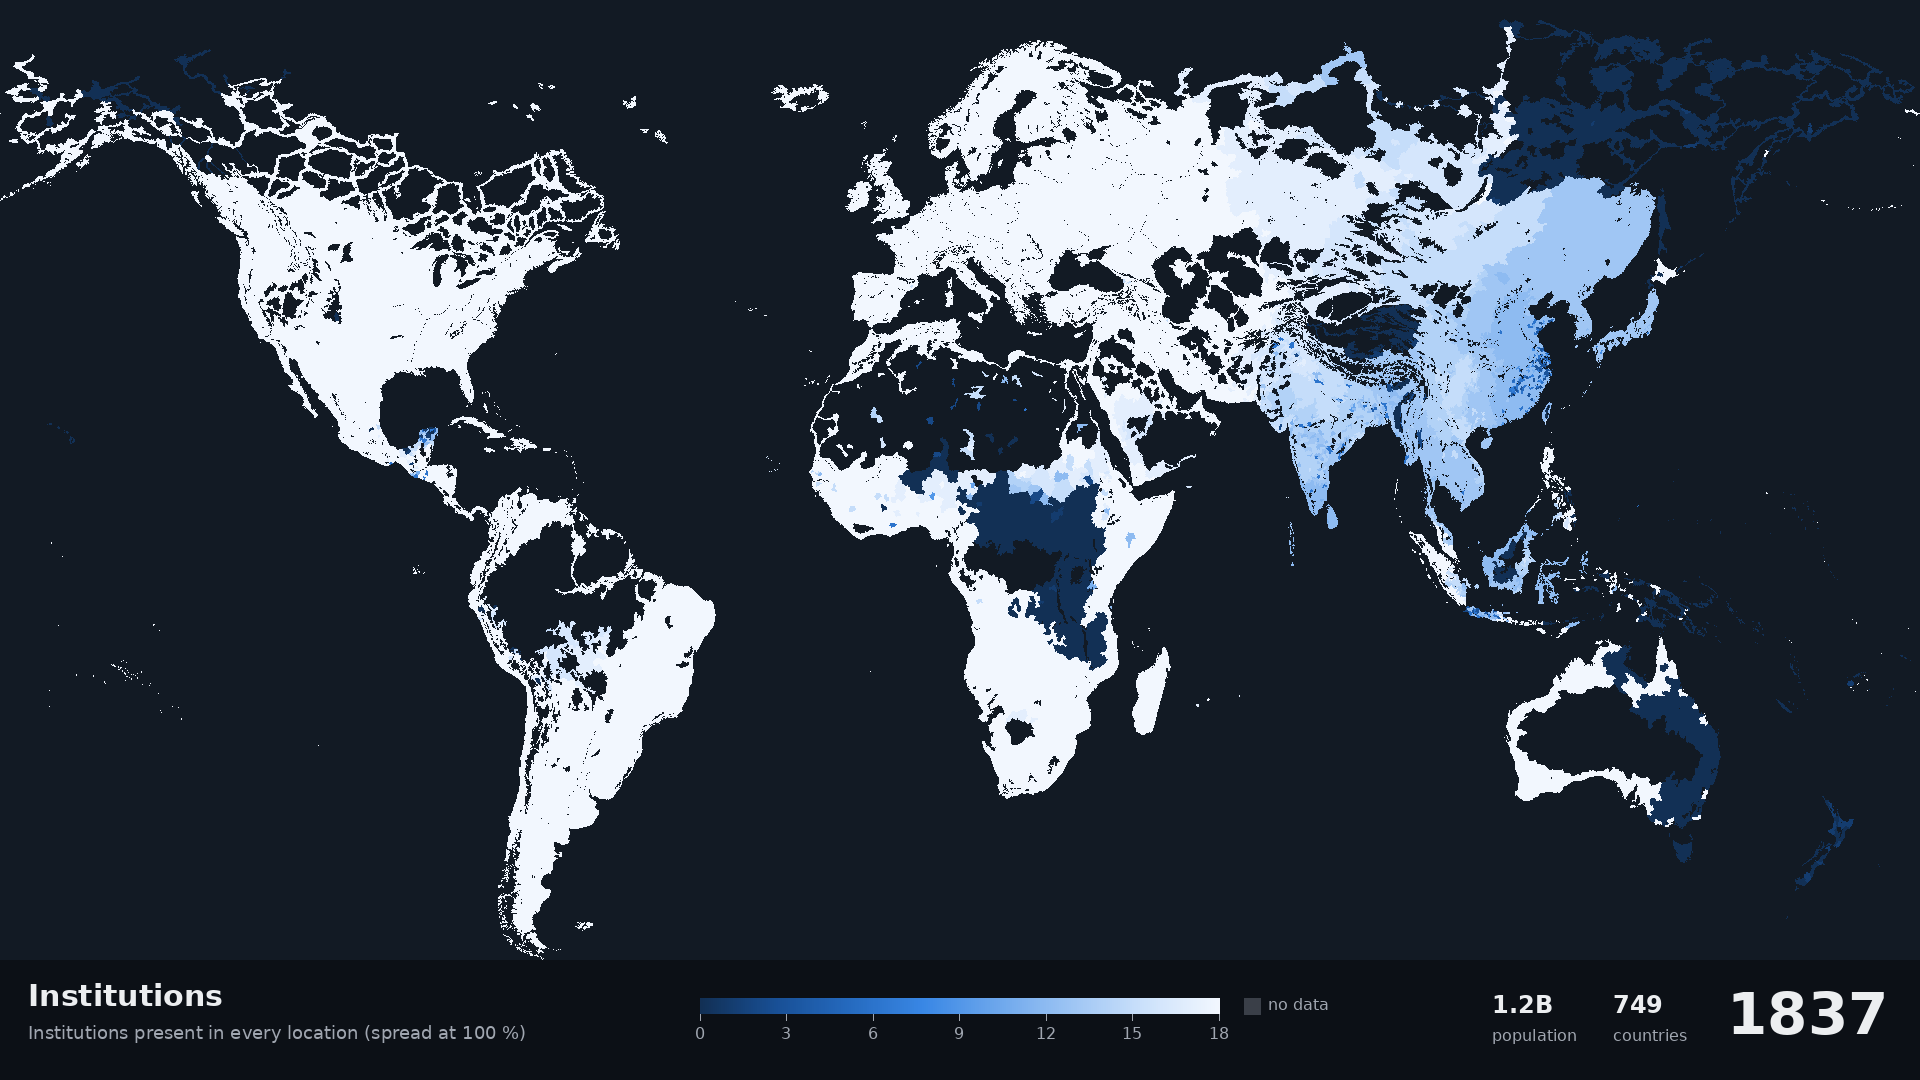 Institutions
Institutions present in every location (spread at 100 %)
0 3 6 9 12 15 18
no data
1.2B
population
749
countries
1837